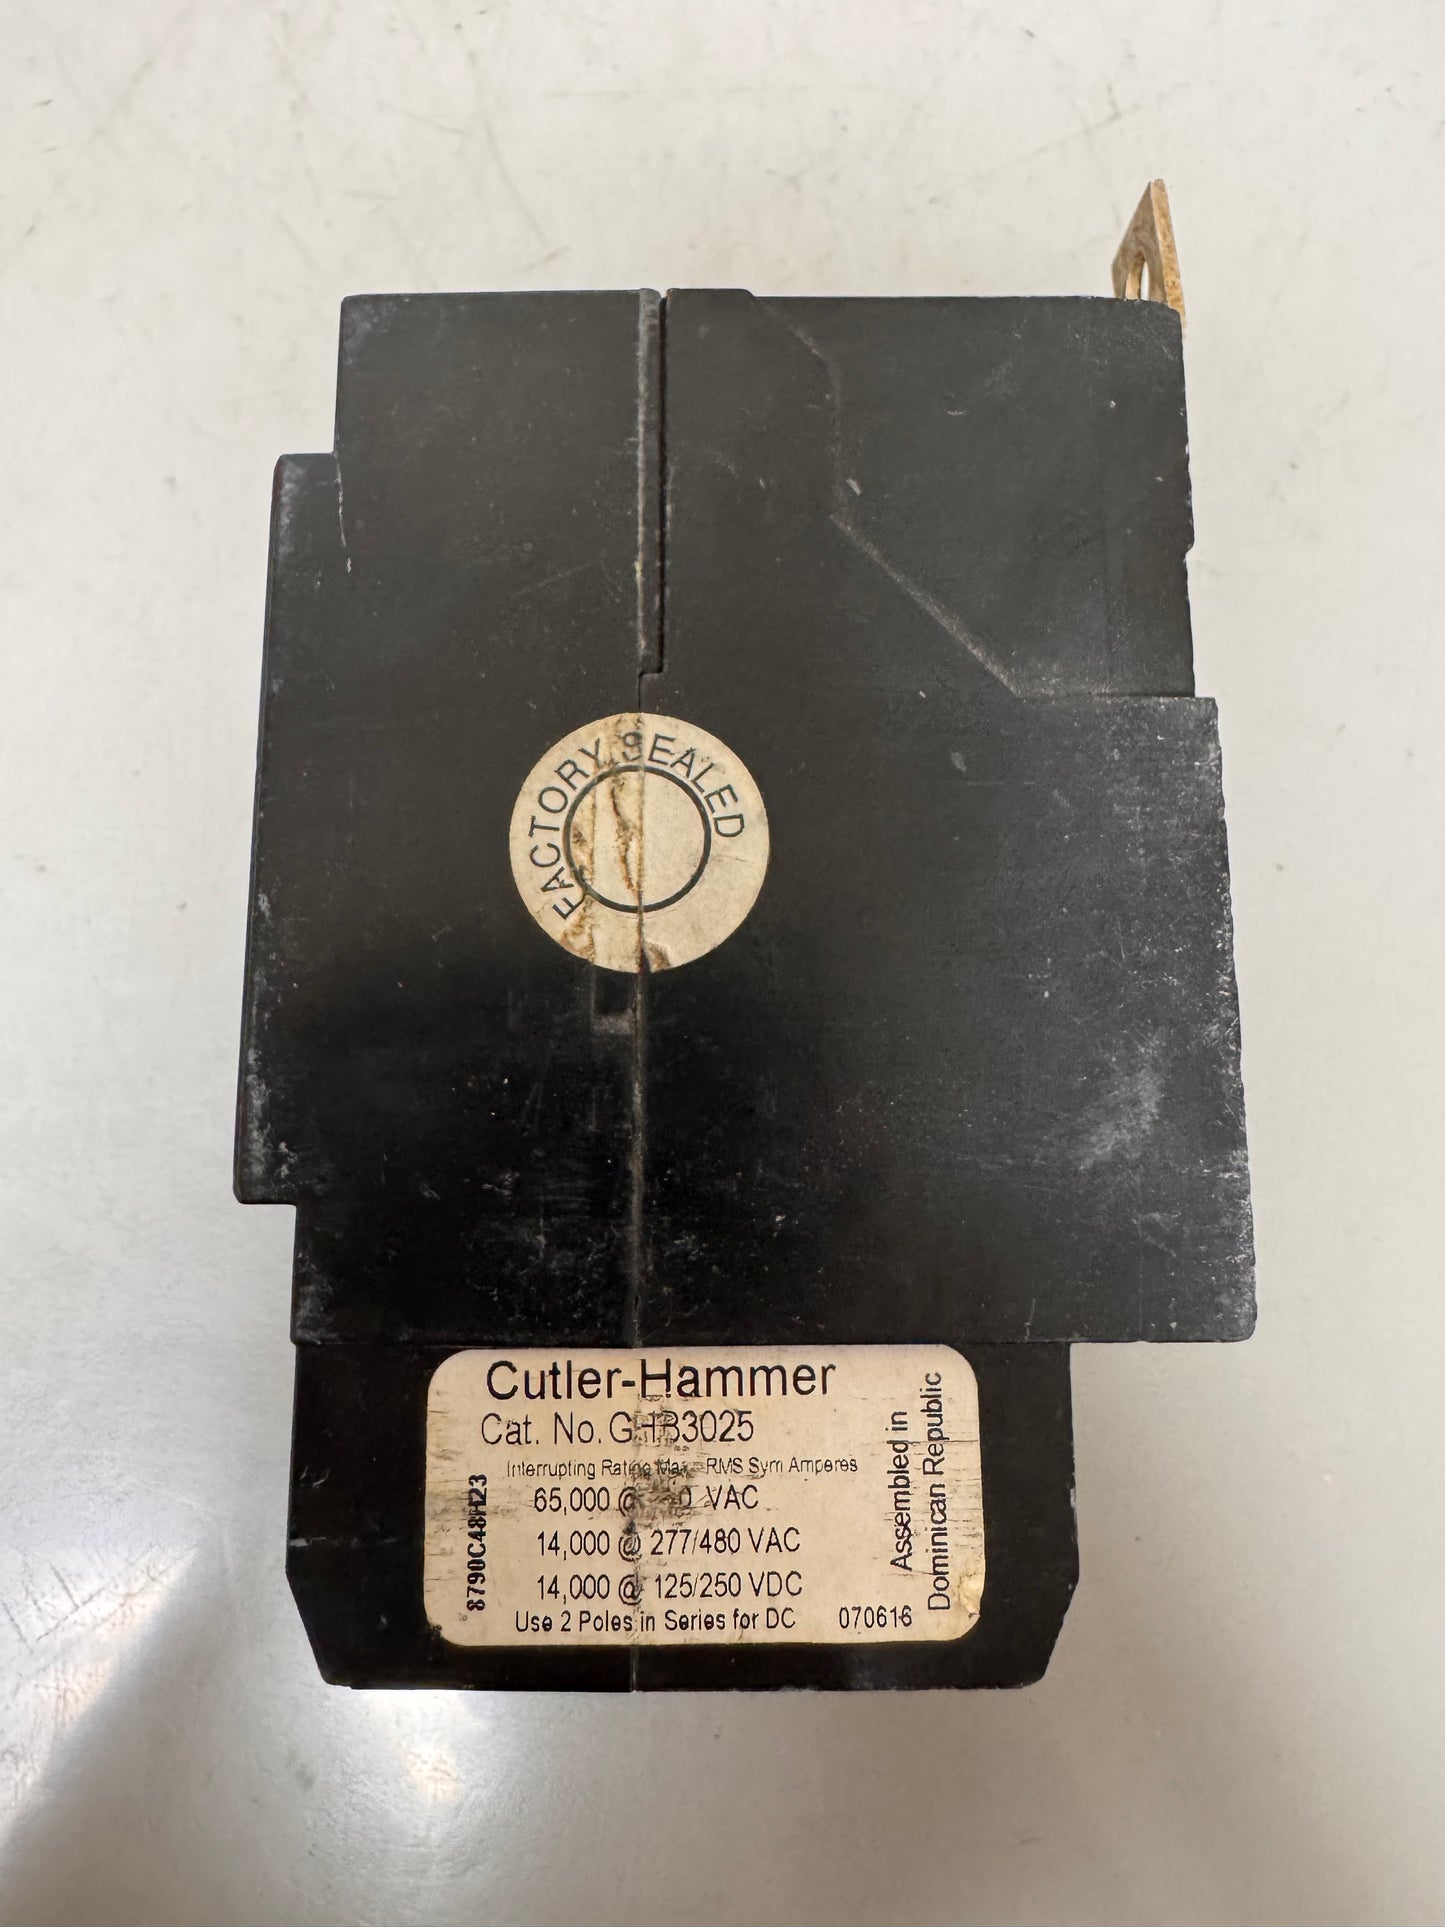 FACTORY SEALED
Cutler-Hammer
Cat. No. GHB3025
Interrupting Rating Max. RMS Sym Amperes
65,000 @ VAC
14,000 @ 277/480 VAC
14,000 @ 125/250 VDC
Use 2 Poles in Series for DC 070616
8790C48H23
Assembled in
Dominican Republic